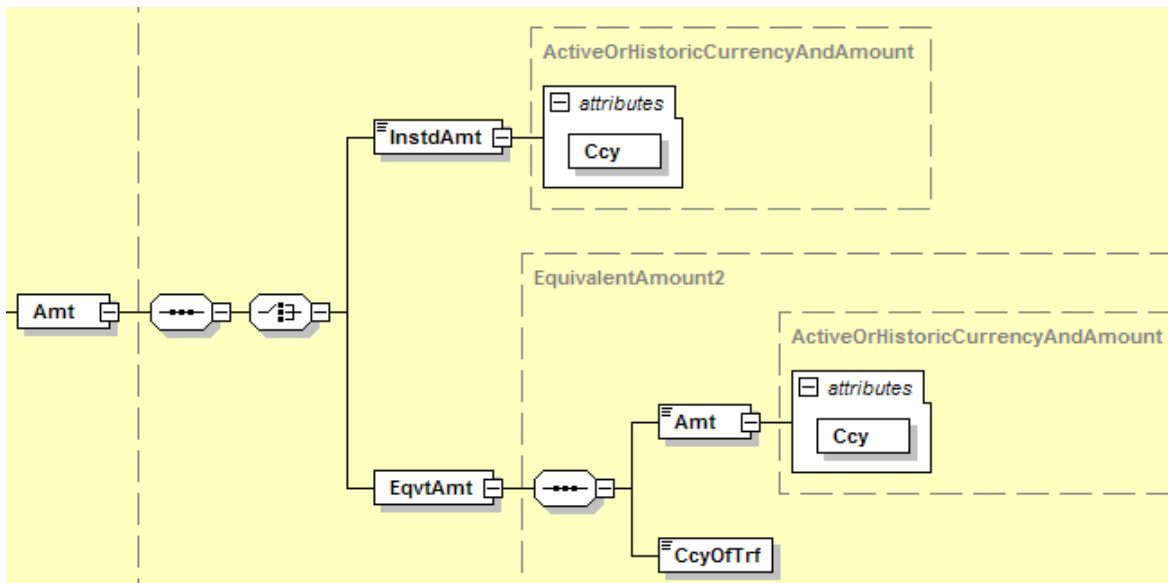 ActiveOrHistoricCurrencyAndAmount
attributes
InstdAmt
Ccy
EquivalentAmount2
Amt
ActiveOrHistoricCurrencyAndAmount
attributes
Amt
Ccy
EqvtAmt
CcyOfTrf